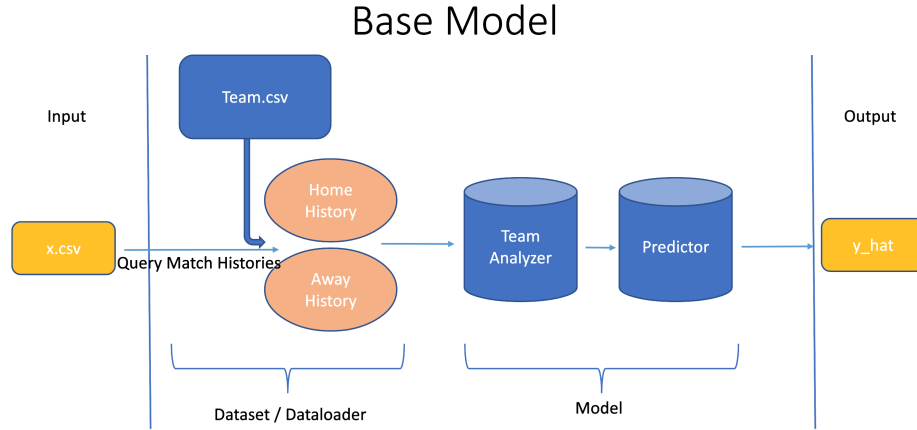 Base Model
Input
Team.csv
Output
Home
History
x.csv
Query Match Histories
Away
History
Team
Analyzer
Predictor
y_hat
Dataset / Dataloader
Model